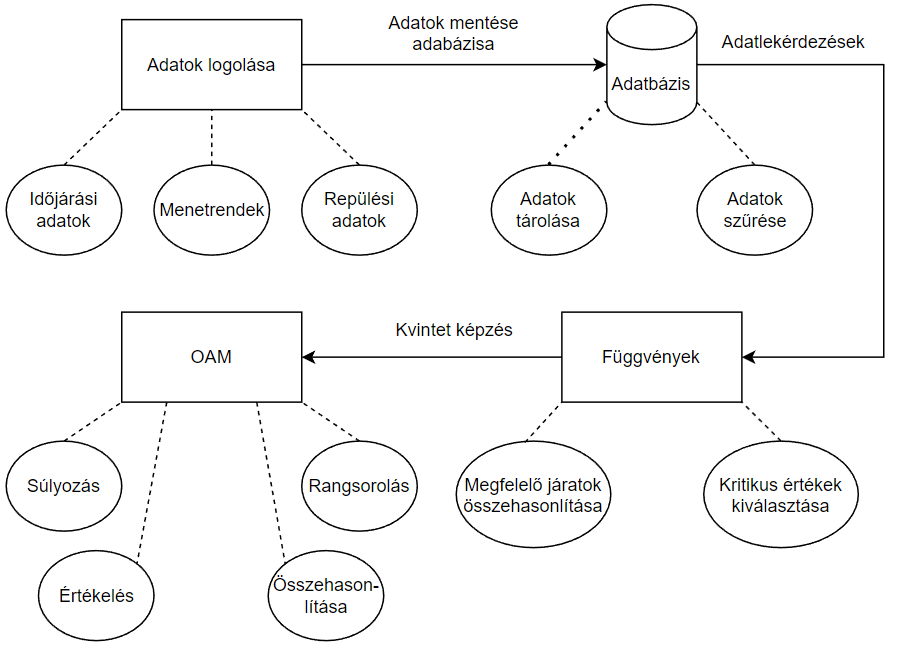 Adatok mentése
adabázisa
Adatlekérdezések
Adatok logolása
Adatbázis
Időjárási
adatok
Menetrendek
Repülési
adatok
Adatok
tárolása
Adatok
szűrése
Kvintet képzés
OAM
Függvények
Súlyozás
Rangsorolás
Megfelelő járatok
összehasonlítása
Kritikus értékek
kiválasztása
Értékelés
Összehason-
lítása